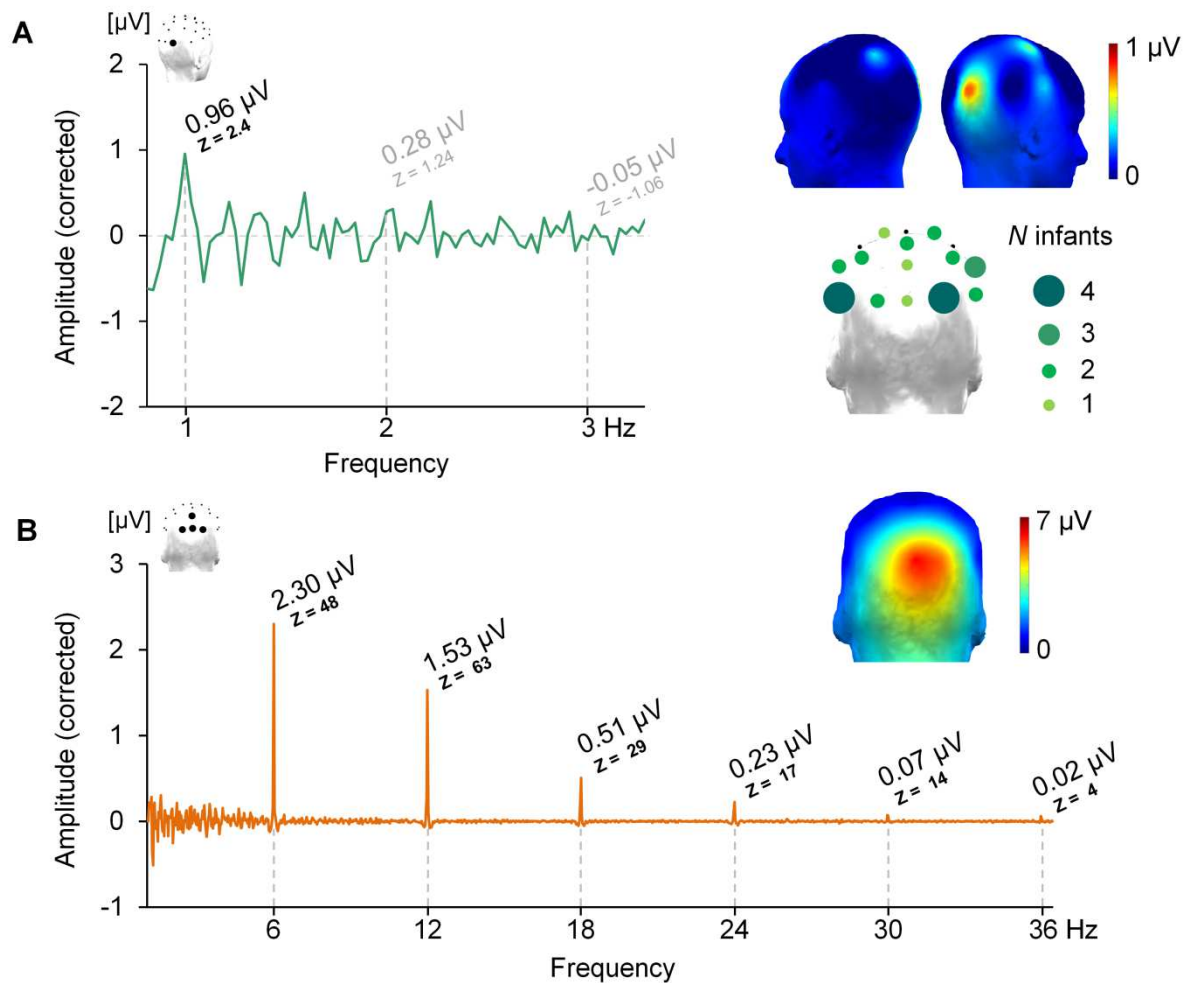 A
[µV]
2
1
0
-1
-2
Amplitude (corrected)
0.96 µV
Z = 2.4
0.28 µV
Z = 1.24
-0.05 µV
Z = -1.06
1
2
3 Hz
Frequency
1 µV
0
N infants
4
3
2
1
B
[µV]
3
2
1
0
-1
Amplitude (corrected)
2.30 µV
Z = 48
1.53 µV
Z = 63
0.51 µV
Z = 29
0.23 µV
Z = 17
0.07 µV
Z = 14
0.02 µV
Z = 4
6
12
18
24
30
36 Hz
Frequency
7 µV
0